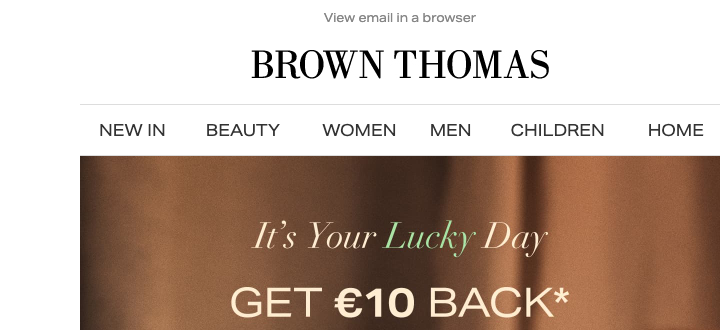 View email in a browser
BROWN THOMAS
NEW IN BEAUTY WOMEN MEN CHILDREN HOME
It's Your Lucky Day
GET €10 BACK*